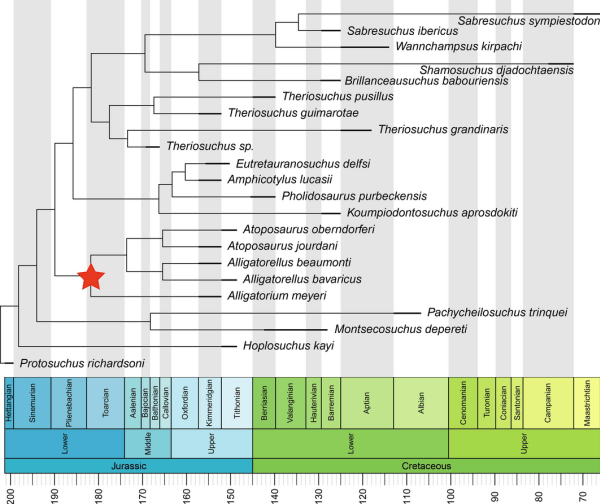 Sabresuchus sympiestodon
Sabresuchus ibericus
Wannchampsus kirpachi
Shamosuchus djadochtaensis
Brillanceausuchus babouriensis
Theriosuchus pusillus
Theriosuchus guimarotae
Theriosuchus grandinaris
Theriosuchus sp.
Eutretauranosuchus delfsi
Amphicotylus lucasii
Pholidosaurus purbeckensis
Koumpiodontosuchus aprosdokiti
Atoposaurus oberndorferi
Atoposaurus jourdani
Alligatorellus beaumonti
Alligatorellus bavaricus
Alligatorium meyeri
Pachycheilosuchus trinquei
Montsecosuchus depereti
Hoplosuchus kayi
Protosuchus richardsoni
Hettangian
Sinemurian
Pliensbachian
Toarcian
Aalenian
Bajocian
Bathonian
Callovian
Oxfordian
Kimmeridgian
Tithonian
Berriasian
Valanginian
Hauterivian
Barremian
Aptian
Albian
Cenomanian
Turonian
Coniacian
Santonian
Campanian
Maastrichtian
Lower
Middle
Upper
Lower
Upper
Jurassic
Cretaceous
200
190
180
170
160
150
140
130
120
110
100
90
80
70